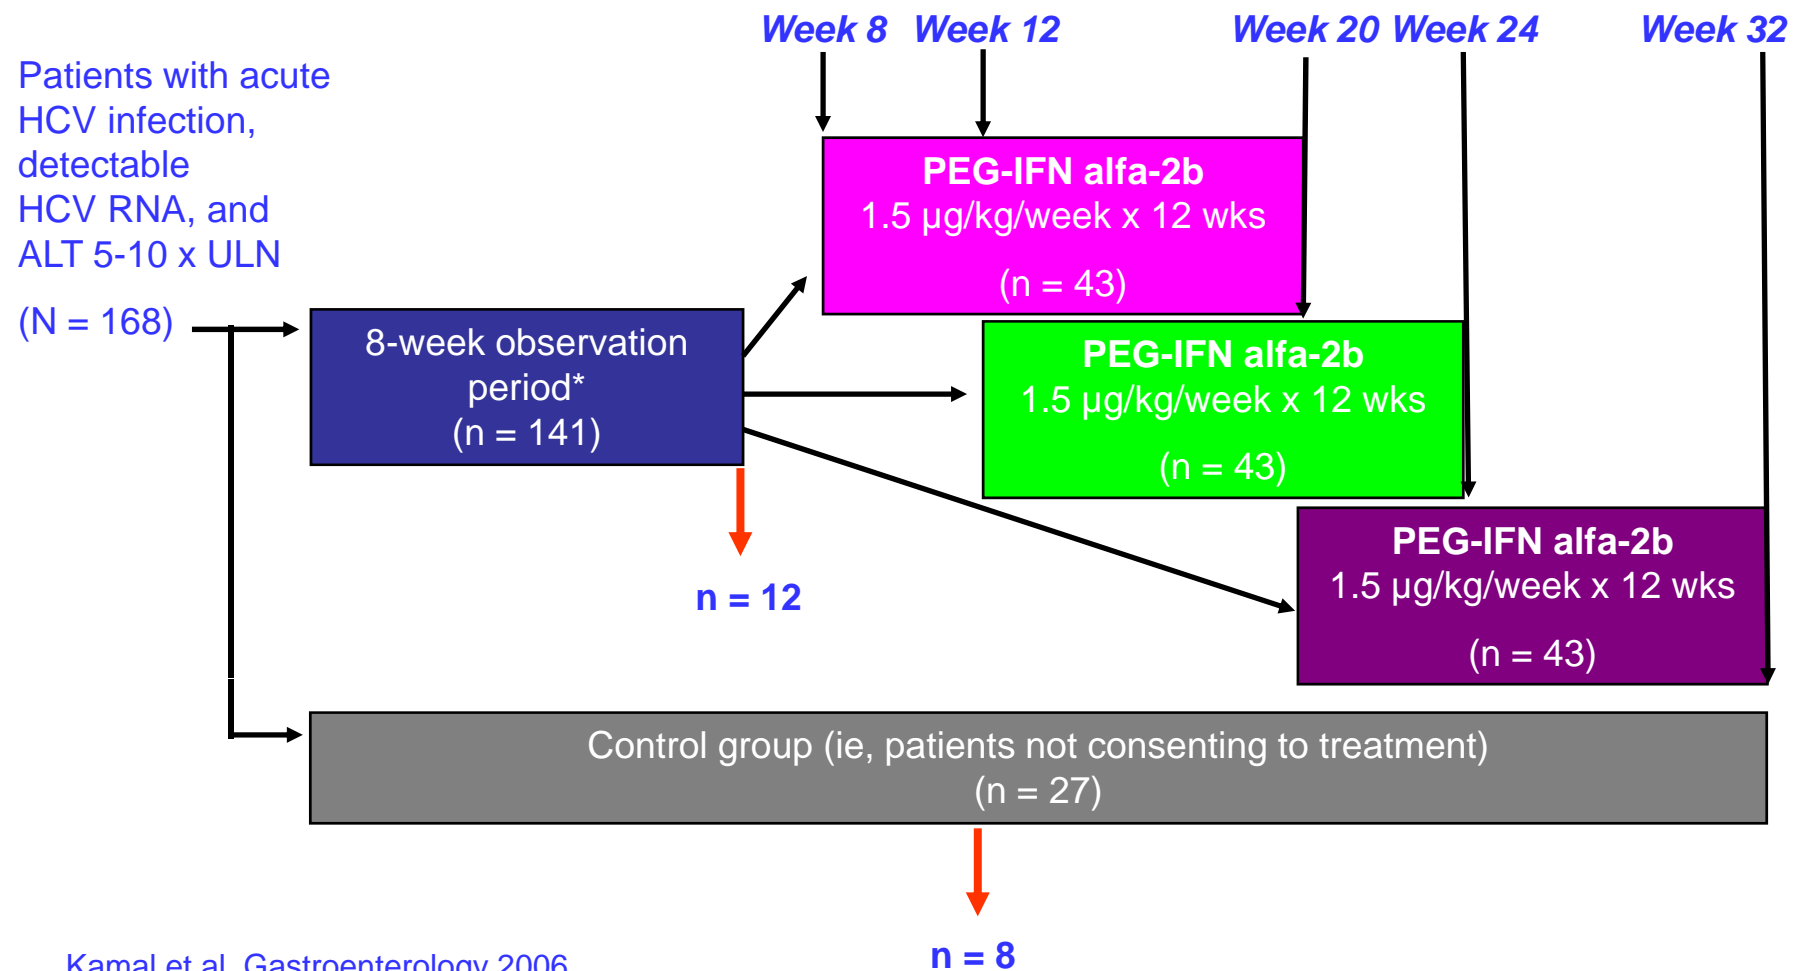 Week 8 Week 12 Week 20 Week 24 Week 32
Patients with acute
HCV infection,
detectable
HCV RNA, and
ALT 5-10 x ULN
(N = 168)
PEG-IFN alfa-2b
1.5 µg/kg/week x 12 wks
(n = 43)
8-week observation
period*
(n = 141)
PEG-IFN alfa-2b
1.5 µg/kg/week x 12 wks
(n = 43)
n = 12
PEG-IFN alfa-2b
1.5 µg/kg/week x 12 wks
(n = 43)
Control group (ie, patients not consenting to treatment)
(n = 27)
n = 8
Kamal et al. Gastroenterology 2006